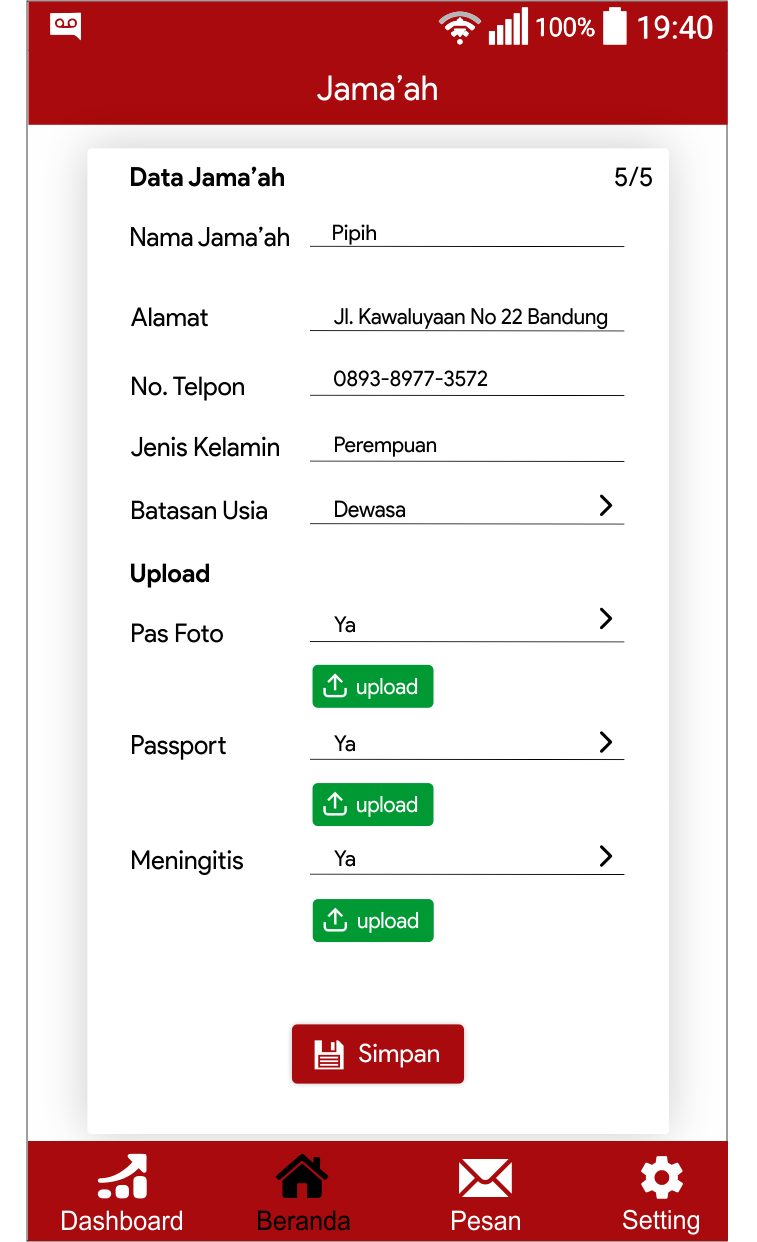 100% 19:40
Jama’ah
Data Jama’ah 5/5
Nama Jama’ah Pipih
Alamat Jl. Kawaluyaan No 22 Bandung
No. Telpon 0893-8977-3572
Jenis Kelamin Perempuan
Batasan Usia Dewasa
Upload
Pas Foto Ya
upload
Passport Ya
upload
Meningitis Ya
upload
Simpan
Dashboard Beranda Pesan Setting